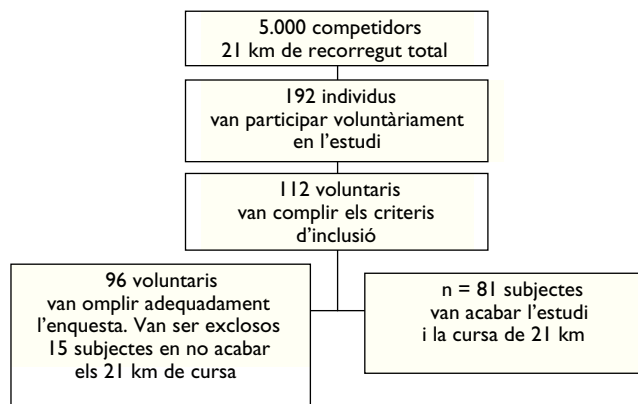 5.000 competidors
21 km de recorregut total
192 individus
van participar voluntàriament
en l’estudi
112 voluntaris
van complir els criteris
d’inclusió
96 voluntaris
van omplir adequadament
l’enquesta. Van ser exclosos
15 subjectes en no acabar
els 21 km de cursa
n = 81 subjectes
van acabar l’estudi
i la cursa de 21 km